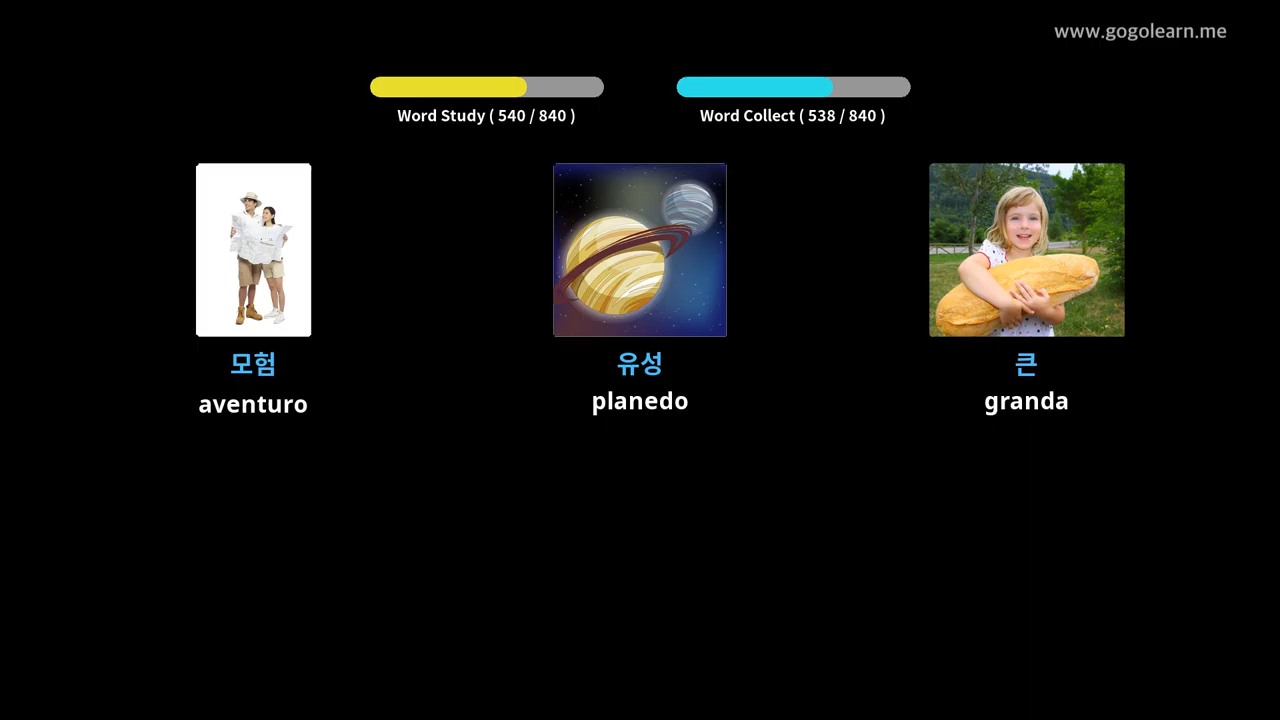 www.gogolearn.me
Word Study ( 540 / 840 )
Word Collect ( 538 / 840 )
모험
aventuro
유성
planedo
큰
granda